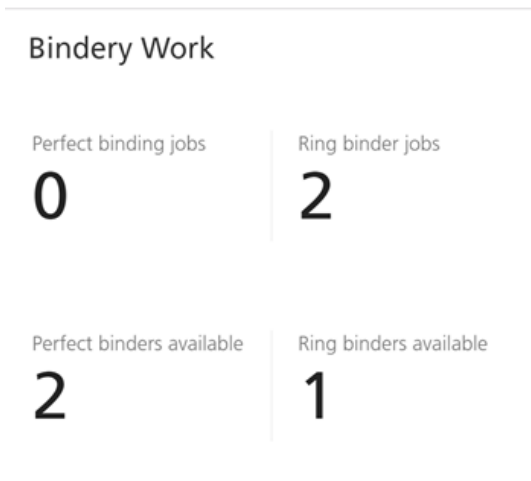 Bindery Work
Perfect binding jobs
Ring binder jobs
0
2
Perfect binders available
Ring binders available
2
1